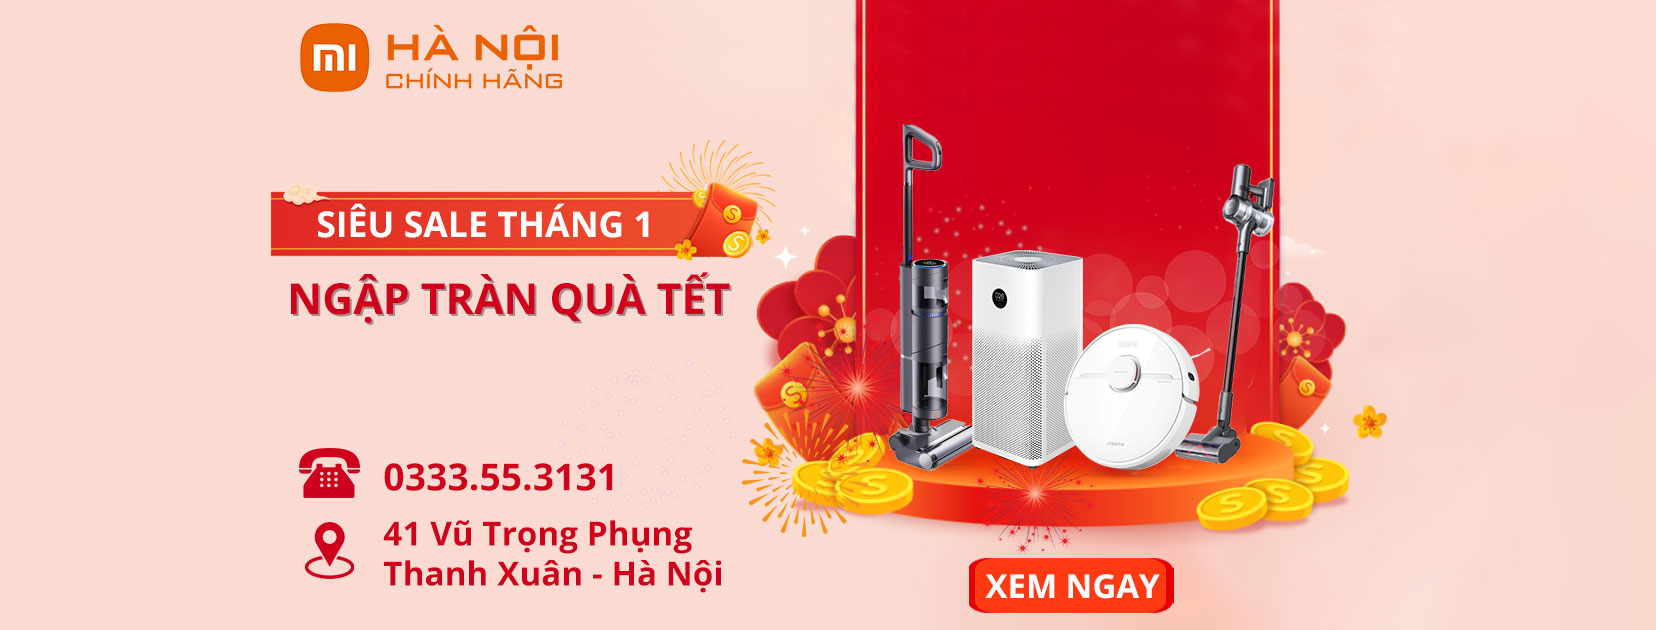 mi
HÀ NỘI
CHÍNH HÃNG
SIÊU SALE THÁNG 1
NGẬP TRÀN QUÀ TẾT
0333.55.3131
41 Vũ Trọng Phụng
Thanh Xuân - Hà Nội
dreame
XEM NGAY